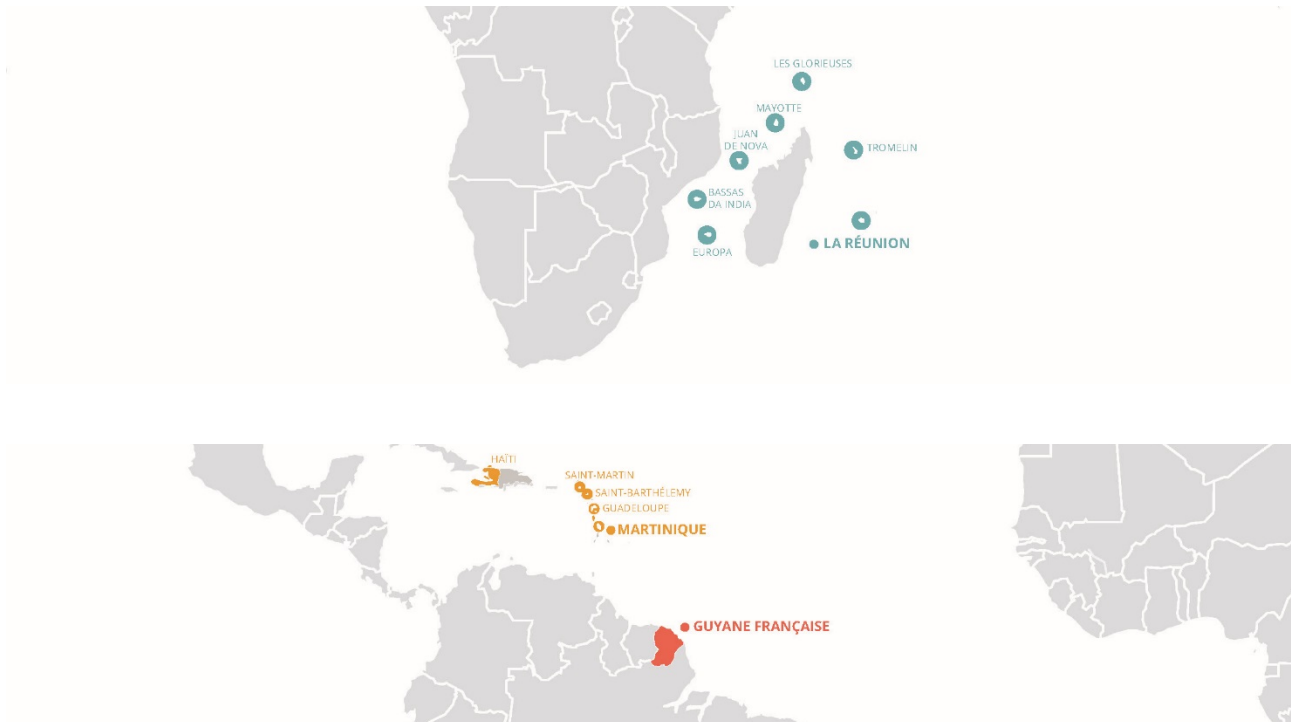 LES GLORIEUSES
MAYOTTE
JUAN
DE NOVA
TROMELIN
BASSAS
DA INDIA
EUROPA
LA RÉUNION
HAÏTI
SAINT-MARTIN
SAINT-BARTHÉLEMY
GUADELOUPE
MARTINIQUE
GUYANE FRANÇAISE